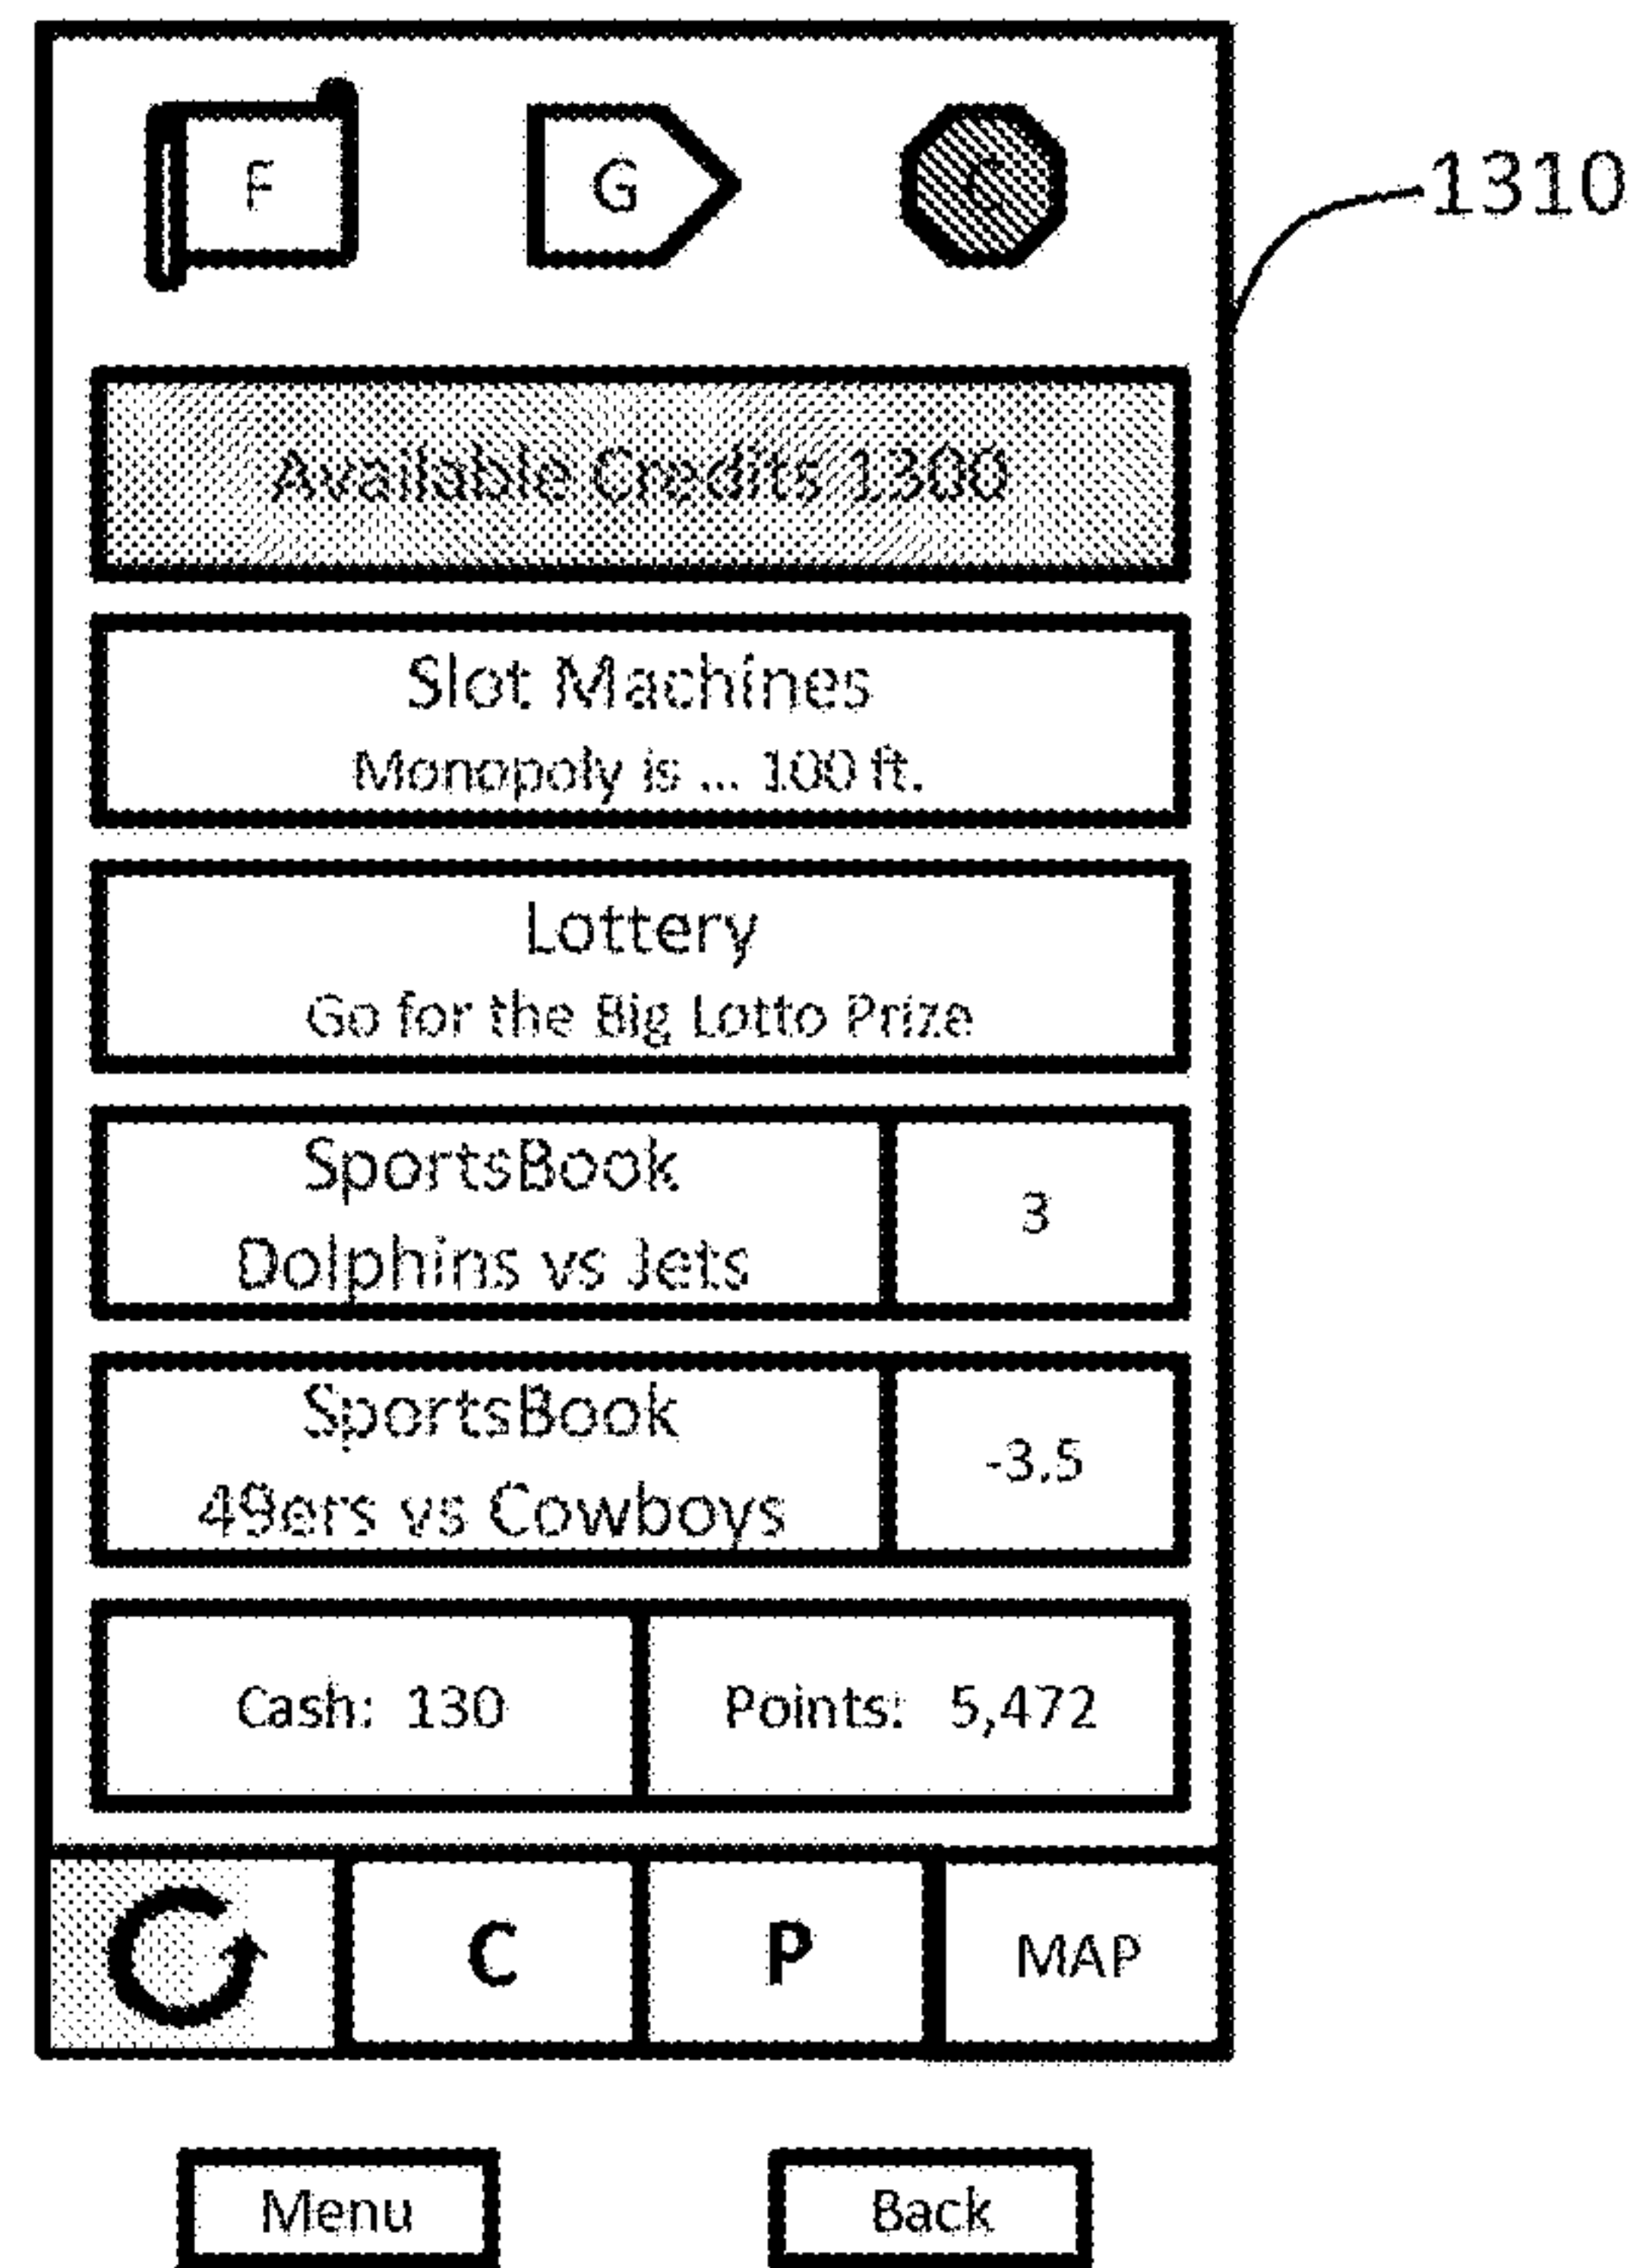 F
G
C
1310
Available Credits 1300
Slot Machines
Monopoly is ... 100 ft.
Lottery
Go for the Big Lotto Prize
SportsBook
Dolphins vs Jets
3
SportsBook
49ers vs Cowboys
-3.5
Cash: 130
Points: 5,472
C
P
MAP
Menu
Back